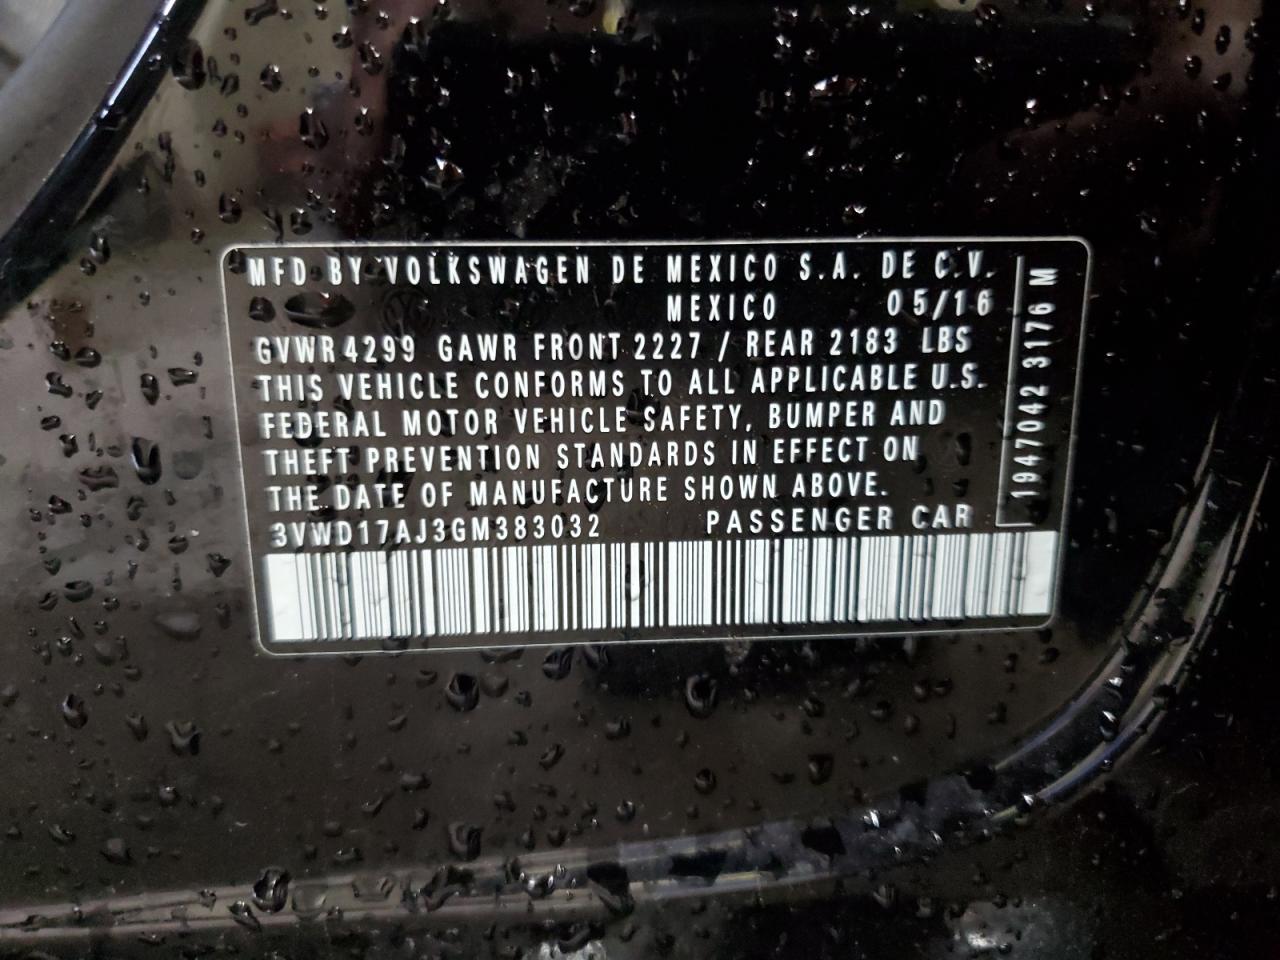 MFD BY VOLKSWAGEN DE MEXICO S.A. DE C.V.
MEXICO 05/16
GVWR 4299 GAWR FRONT 2227 / REAR 2183 LBS
THIS VEHICLE CONFORMS TO ALL APPLICABLE U.S.
FEDERAL MOTOR VEHICLE SAFETY, BUMPER AND
THEFT PREVENTION STANDARDS IN EFFECT ON
THE DATE OF MANUFACTURE SHOWN ABOVE.
3VWD17AJ3GM383032 PASSENGER CAR
1947042 3176 M